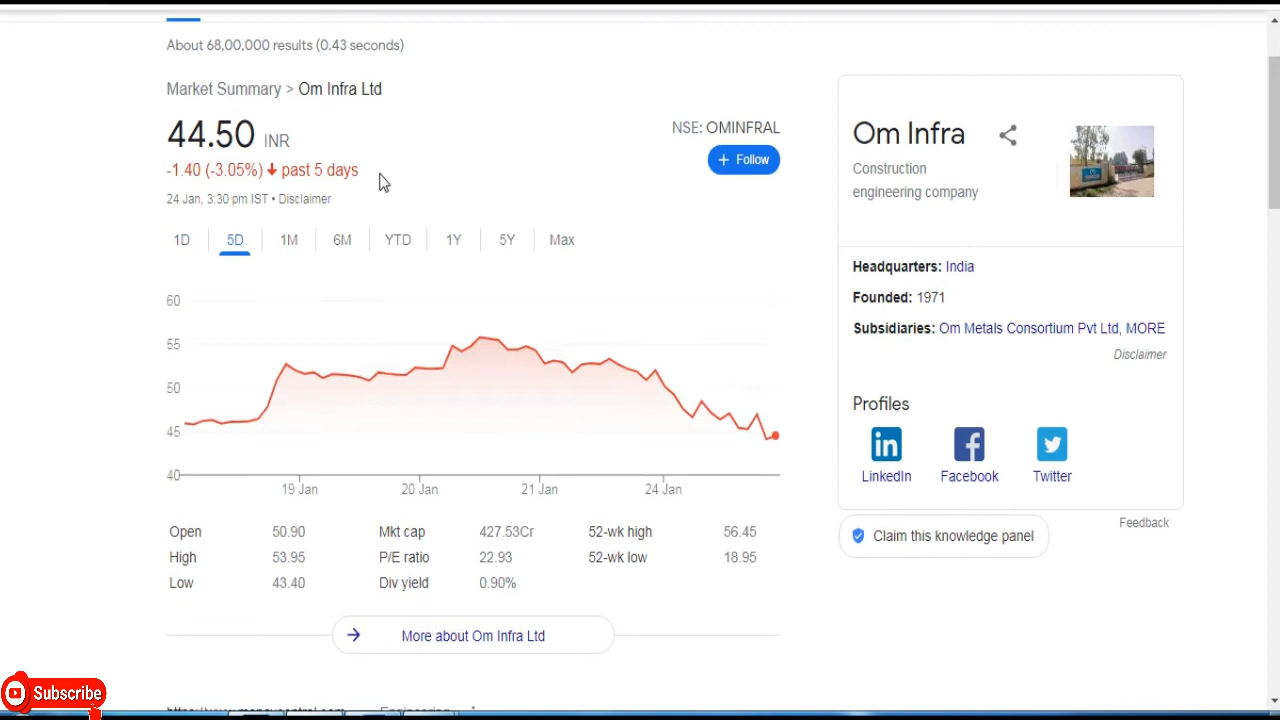 About 68,00,000 results (0.43 seconds)
Market Summary > Om Infra Ltd
44.50 INR
-1.40 (-3.05%) past 5 days
24 Jan, 3:30 pm IST • Disclaimer
NSE: OMINFRAL
+ Follow
1D 5D 1M 6M YTD 1Y 5Y Max
60
55
50
45
40
19 Jan 20 Jan 21 Jan 24 Jan
Open 50.90 Mkt cap 427.53Cr 52-wk high 56.45
High 53.95 P/E ratio 22.93 52-wk low 18.95
Low 43.40 Div yield 0.90%
More about Om Infra Ltd
Om Infra
Construction
engineering company
Headquarters: India
Founded: 1971
Subsidiaries: Om Metals Consortium Pvt Ltd, MORE
Disclaimer
Profiles
LinkedIn Facebook Twitter
Feedback
Claim this knowledge panel
Subscribe